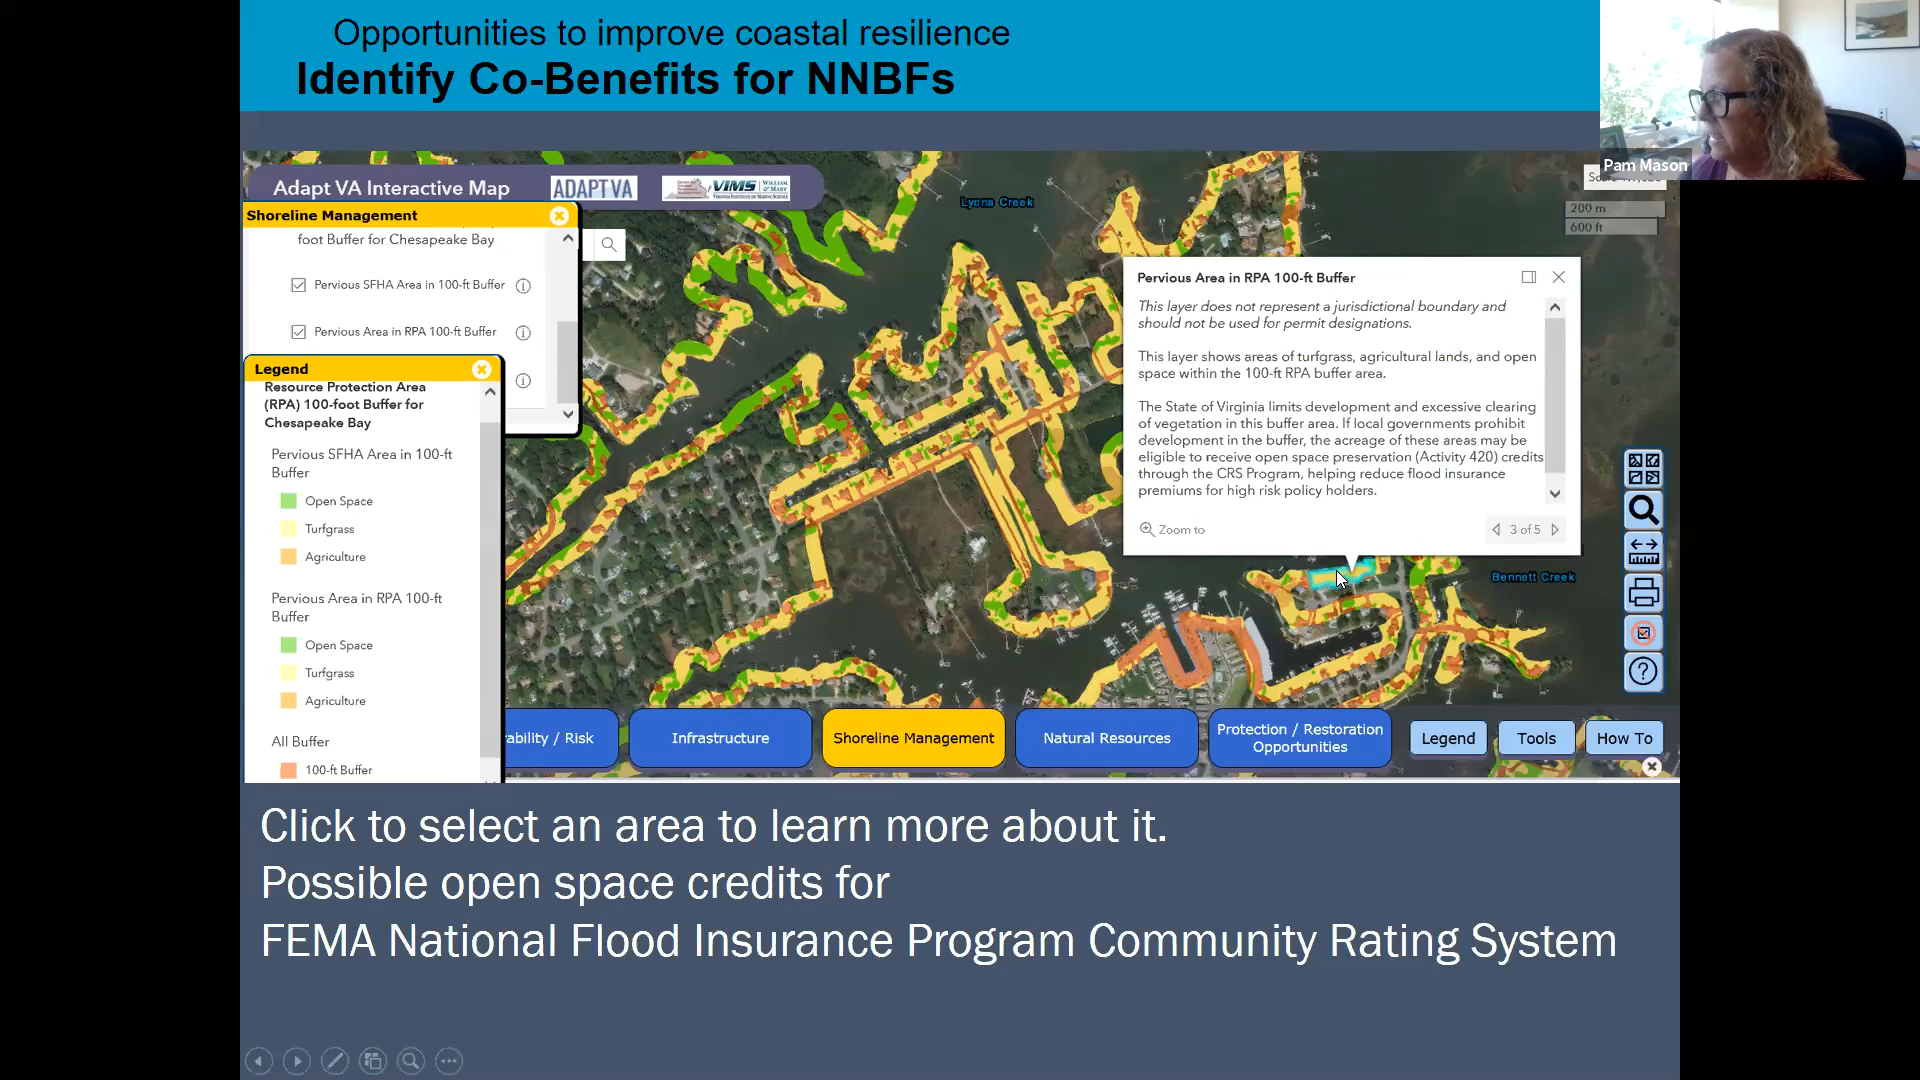 Opportunities to improve coastal resilience
Identify Co-Benefits for NNBFs
Pam Mason
Adapt VA Interactive Map
ADAPTVA
VIMS WILLIAM & MARY
VIRGINIA INSTITUTE OF MARINE SCIENCE
Lyons Creek
200 m
600 ft
Shoreline Management
foot Buffer for Chesapeake Bay
Pervious SFHA Area in 100-ft Buffer
Pervious Area in RPA 100-ft Buffer
Legend
Resource Protection Area
(RPA) 100-foot Buffer for
Chesapeake Bay
Pervious SFHA Area in 100-ft
Buffer
Open Space
Turfgrass
Agriculture
Pervious Area in RPA 100-ft
Buffer
Open Space
Turfgrass
Agriculture
All Buffer
100-ft Buffer
Pervious Area in RPA 100-ft Buffer
This layer does not represent a jurisdictional boundary and
should not be used for permit designations.
This layer shows areas of turfgrass, agricultural lands, and open
space within the 100-ft RPA buffer area.
The State of Virginia limits development and excessive clearing
of vegetation in this buffer area. If local governments prohibit
development in the buffer, the acreage of these areas may be
eligible to receive open space preservation (Activity 420) credits
through the CRS Program, helping reduce flood insurance
premiums for high risk policy holders.
Zoom to
3 of 5
Bennett Creek
ability / Risk
Infrastructure
Shoreline Management
Natural Resources
Protection / Restoration
Opportunities
Legend
Tools
How To
Click to select an area to learn more about it.
Possible open space credits for
FEMA National Flood Insurance Program Community Rating System